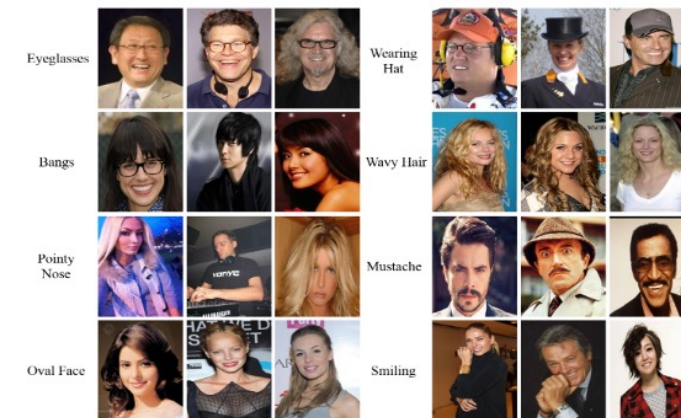 Eyeglasses
Wearing
Hat
Bangs
Wavy Hair
Pointy
Nose
Mustache
Oval Face
Smiling